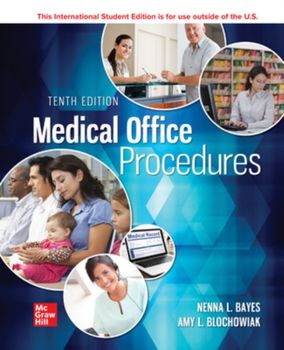 This International Student Edition is for use outside of the U.S.
TENTH EDITION
Medical Office
Procedures
Medical Record
Mc
Graw
Hill
NENNA L. BAYES
AMY L. BLOCHOWIAK